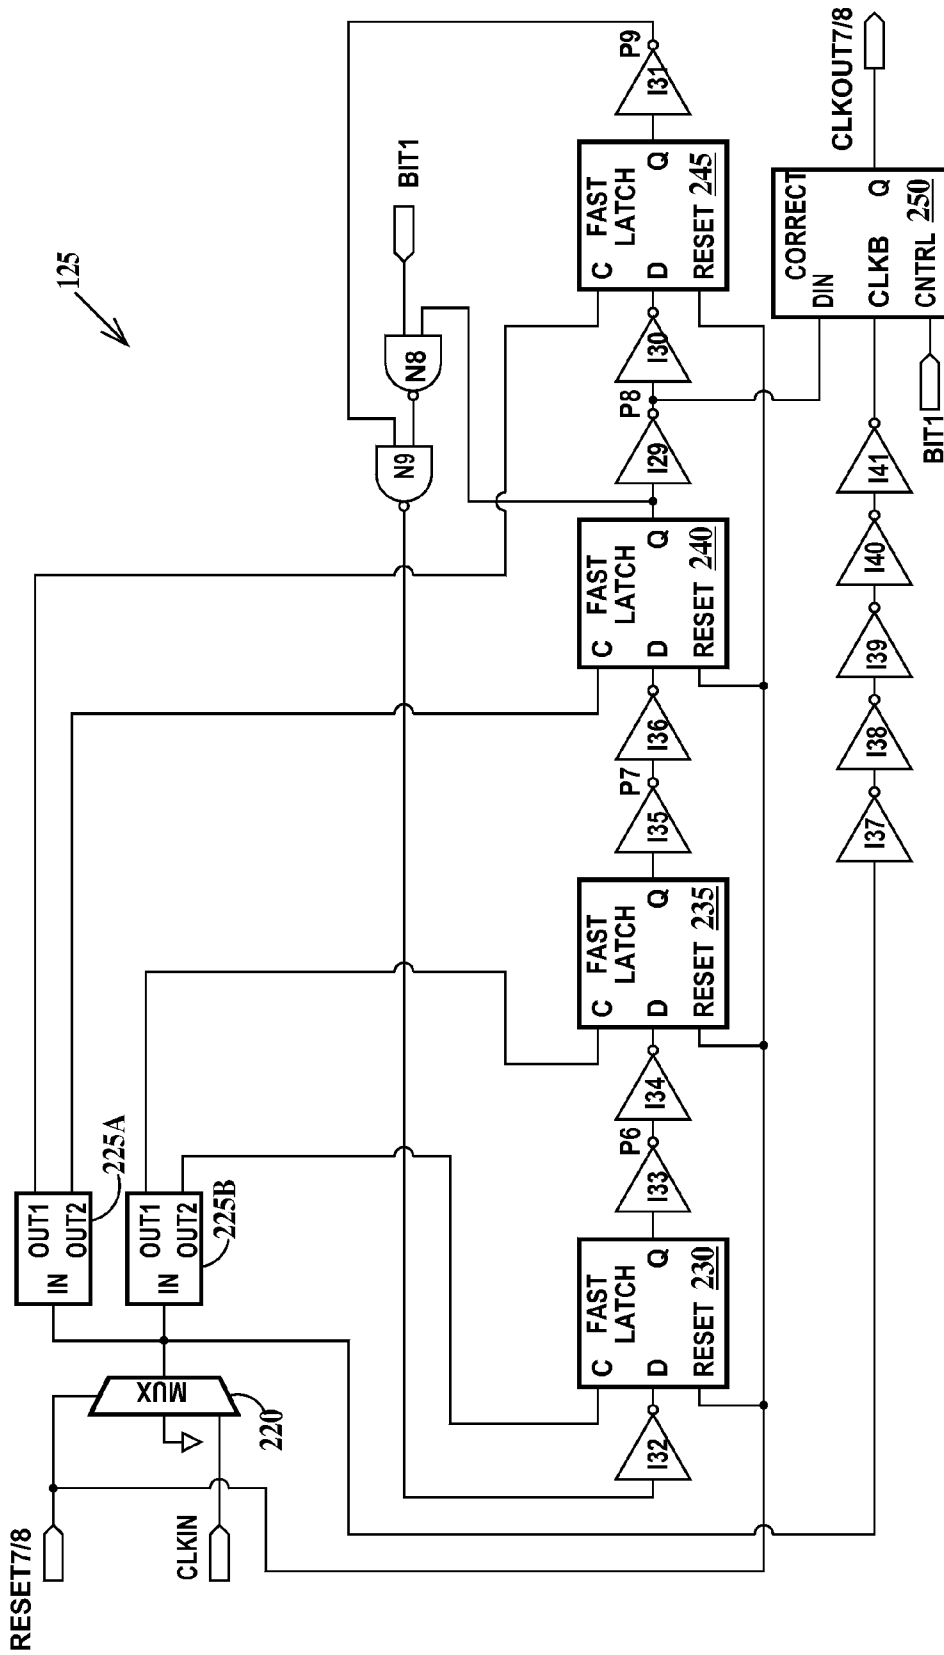 125
RESET7/8
CLKIN
MUX
220
IN
OUT1
OUT2
225A
IN
OUT1
OUT2
225B
N9
N8
BIT1
I32
FAST
LATCH
C
D
Q
RESET 230
I33
P6
I34
FAST
LATCH
C
D
Q
RESET 235
I35
P7
I36
FAST
LATCH
C
D
Q
RESET 240
I29
P8
I30
FAST
LATCH
C
D
Q
RESET 245
I31
P9
I37
I38
I39
I40
I41
BIT1
CORRECT
DIN
CLKB
Q
CNTRL 250
CLKOUT7/8